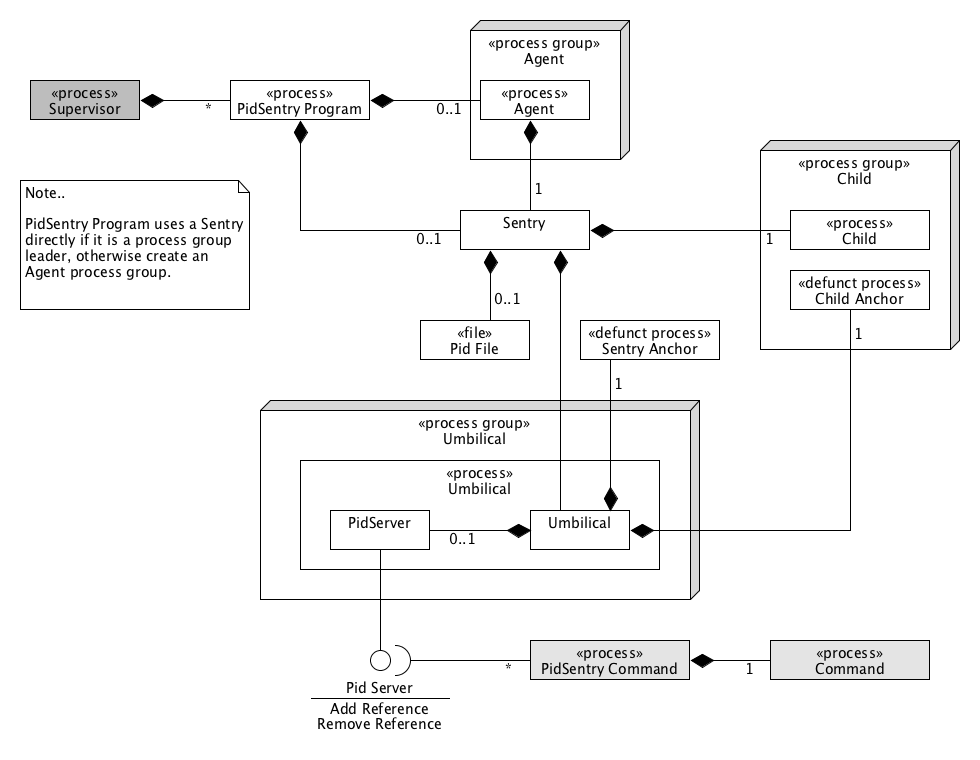 «process group»
Agent
«process»
Supervisor
*
«process»
PidSentry Program
0..1
«process»
Agent
1
«process group»
Child
Note..
PidSentry Program uses a Sentry
directly if it is a process group
leader, otherwise create an
Agent process group.
0..1
Sentry
1
«process»
Child
«defunct process»
Child Anchor
0..1
«file»
Pid File
«defunct process»
Sentry Anchor
1
1
«process group»
Umbilical
«process»
Umbilical
PidServer
0..1
Umbilical
*
«process»
PidSentry Command
1
«process»
Command
Pid Server
Add Reference
Remove Reference